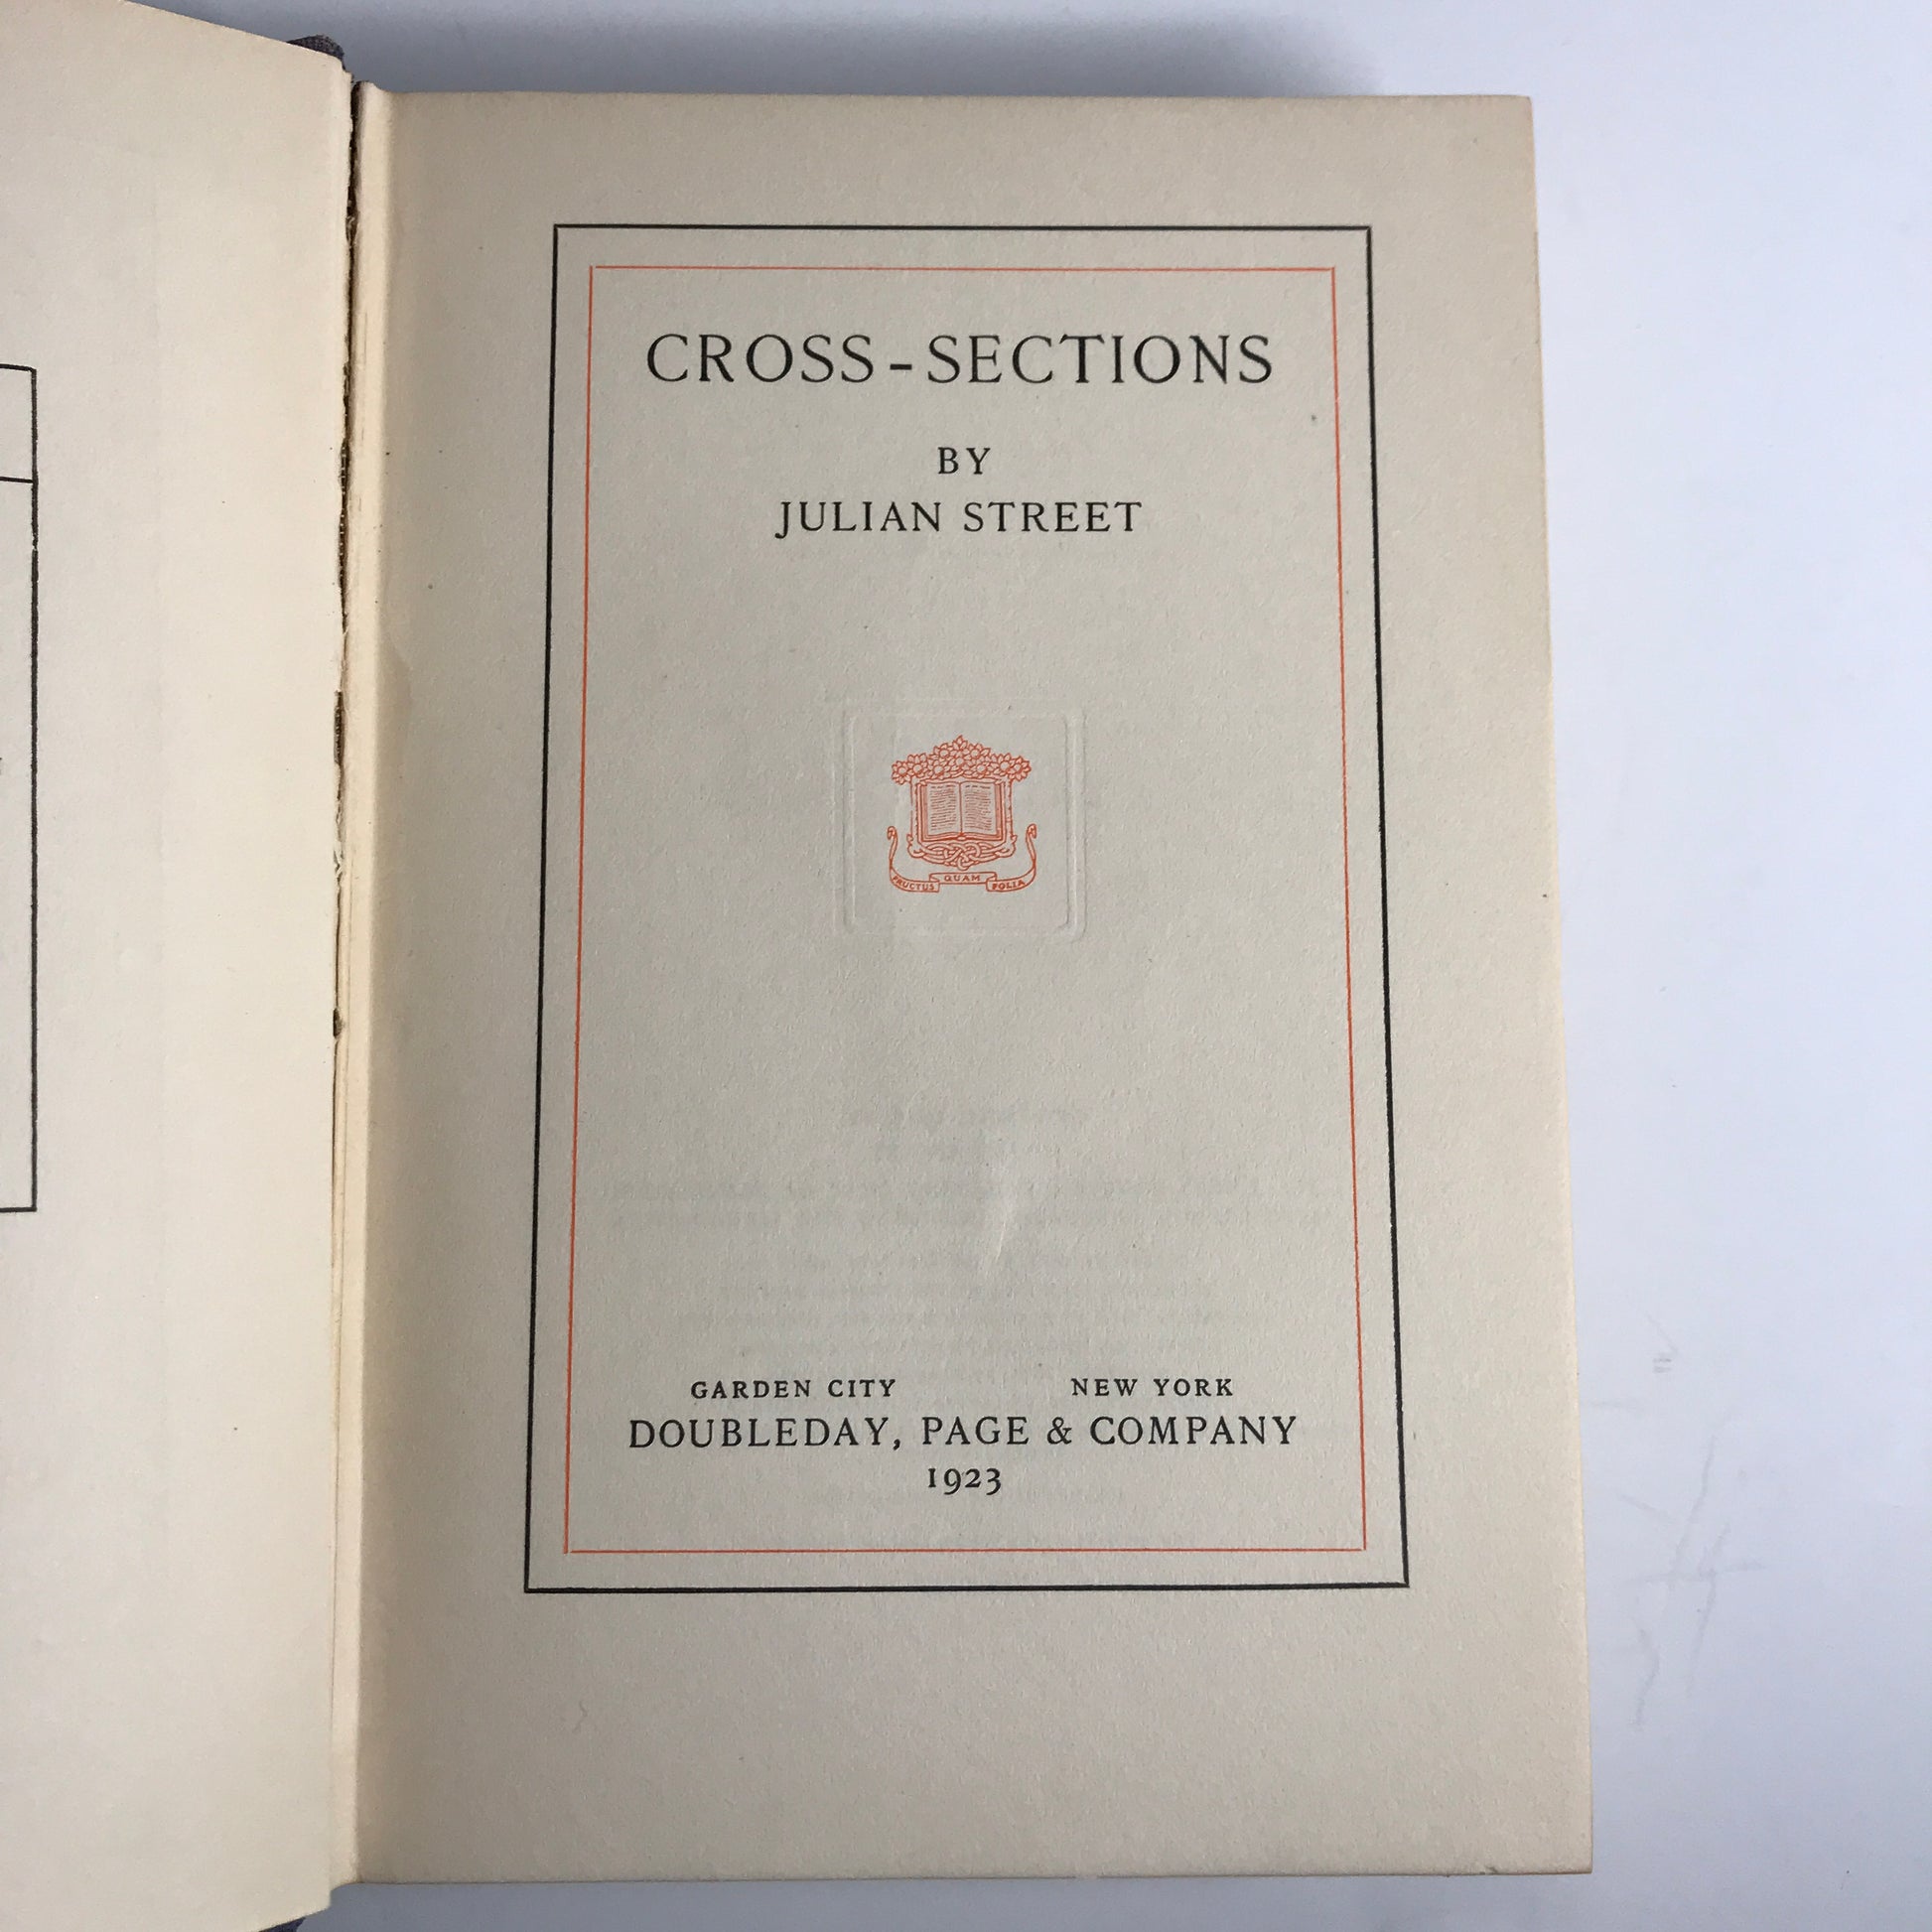 CROSS-SECTIONS
BY
JULIAN STREET
FRUCTUS QUAM FOLIA
GARDEN CITY NEW YORK
DOUBLEDAY, PAGE & COMPANY
1923